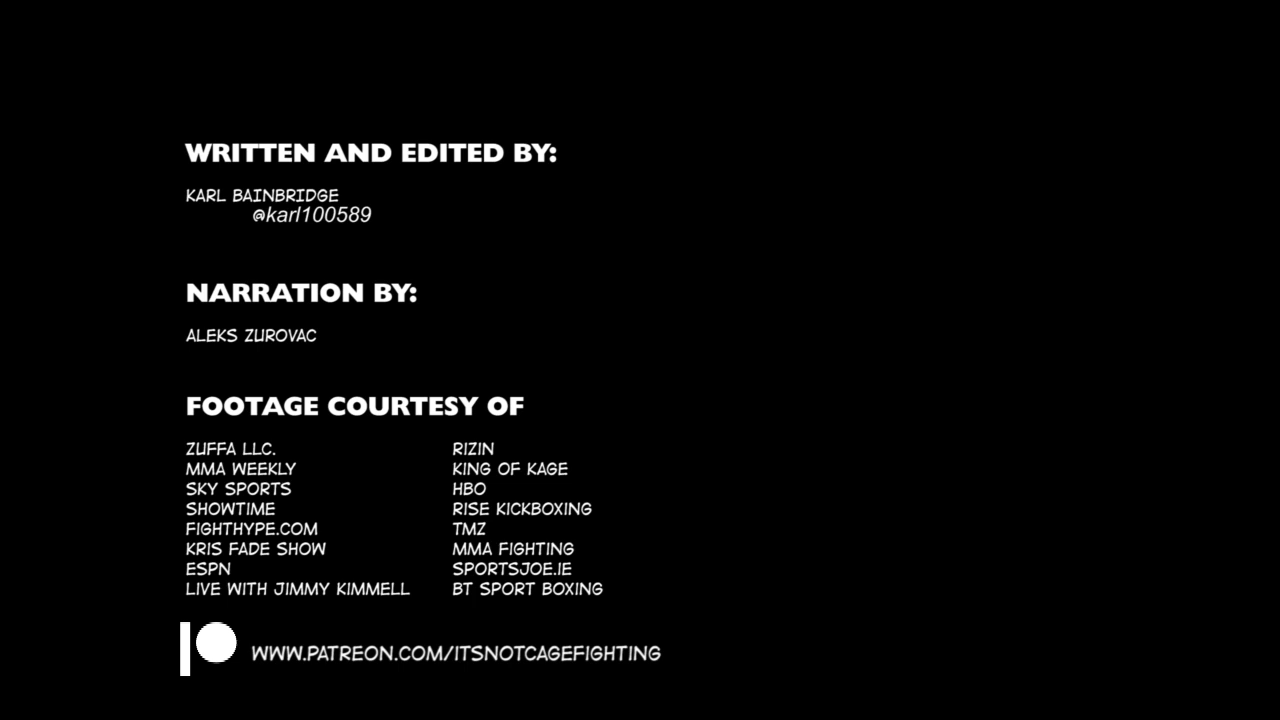 WRITTEN AND EDITED BY:
KARL BAINBRIDGE
@karl100589
NARRATION BY:
ALEKS ZUROVAC
FOOTAGE COURTESY OF
ZUFFA LLC.
MMA WEEKLY
SKY SPORTS
SHOWTIME
FIGHTHYPE.COM
KRIS FADE SHOW
ESPN
LIVE WITH JIMMY KIMMELL
RIZIN
KING OF KAGE
HBO
RISE KICKBOXING
TMZ
MMA FIGHTING
SPORTSJOE.IE
BT SPORT BOXING
WWW.PATREON.COM/ITSNOTCAGEFIGHTING